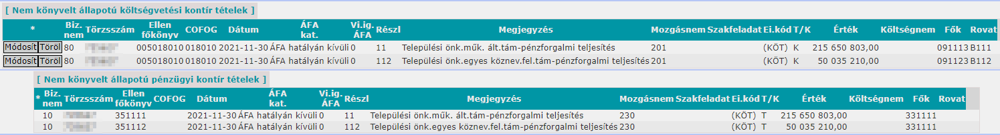 [ Nem könyvelt állapotú költségvetési kontír tételek ]
* Biz. nem Törzsszám Ellen főkönyv COFOG Dátum ÁFA kat. Vi.ig. ÁFA Részl Megjegyzés Mozgásnem Szakfeladat Ei.kód T/K Érték Költségnem Fők Rovat
Módosít Töröl 80 005018010 018010 2021-11-30 ÁFA hatályán kívüli 0 11 Települési önk.műk. ált.tám-pénzforgalmi teljesítés 201 (KÖT) K 215 650 803,00 091113 B111
Módosít Töröl 80 005018010 018010 2021-11-30 ÁFA hatályán kívüli 0 112 Települési önk.egyes köznev.fel.tám-pénzforgalmi teljesítés 201 (KÖT) K 50 035 210,00 091123 B112
[ Nem könyvelt állapotú pénzügyi kontír tételek ]
* Biz. nem Törzsszám Ellen főkönyv COFOG Dátum ÁFA kat. Vi.ig. ÁFA Részl Megjegyzés Mozgásnem Szakfeladat Ei.kód T/K Érték Költségnem Fők Rovat
10 351111 2021-11-30 ÁFA hatályán kívüli 0 11 Települési önk.műk. ált.tám-pénzforgalmi teljesítés 230 (KÖT) T 215 650 803,00 331111
10 351112 2021-11-30 ÁFA hatályán kívüli 0 112 Települési önk.egyes köznev.fel.tám-pénzforgalmi teljesítés 230 (KÖT) T 50 035 210,00 331111